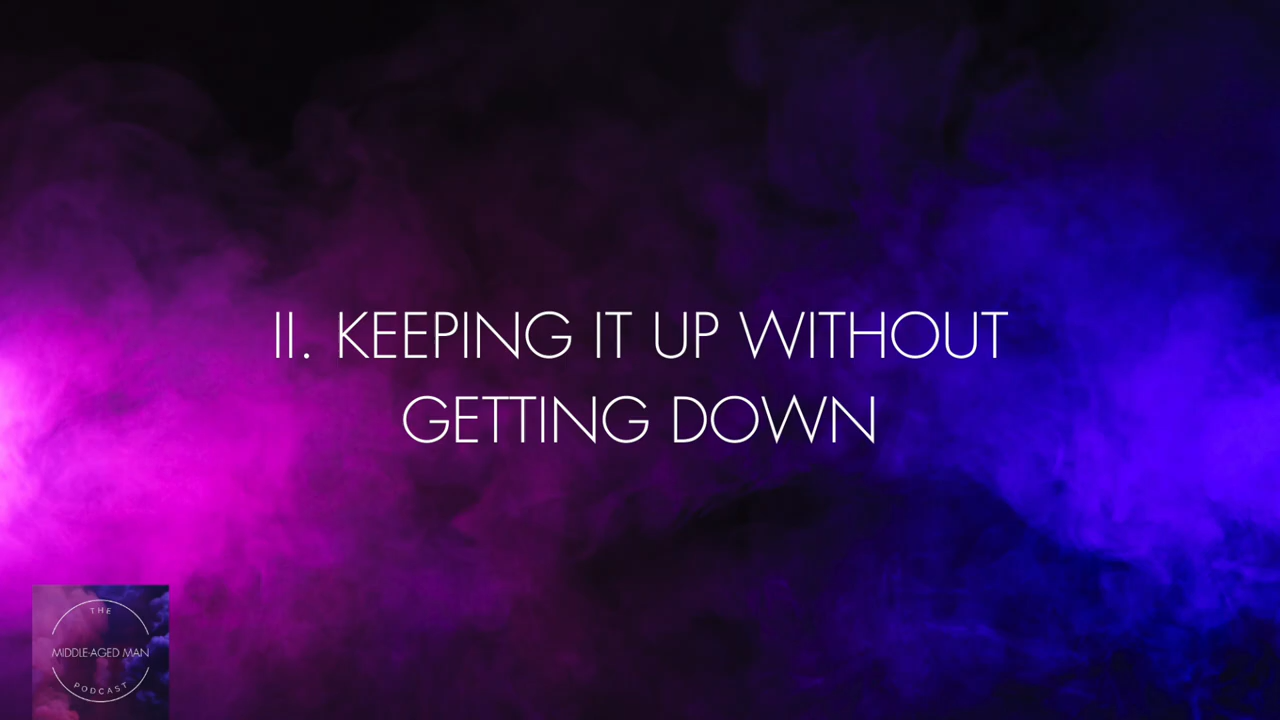 II. KEEPING IT UP WITHOUT
GETTING DOWN
THE
MIDDLE-AGED MAN
PODCAST